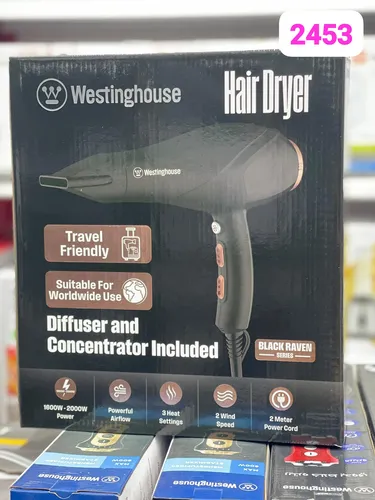 2453
Westinghouse
Hair Dryer
Westinghouse
Travel
Friendly
Suitable For
Worldwide Use
Diffuser and
Concentrator Included
BLACK RAVEN
SERIES
1600W - 2000W
Power
Powerful
Airflow
3 Heat
Settings
2 Wind
Speed
2 Meter
Power Cord
Westinghouse
Westinghouse